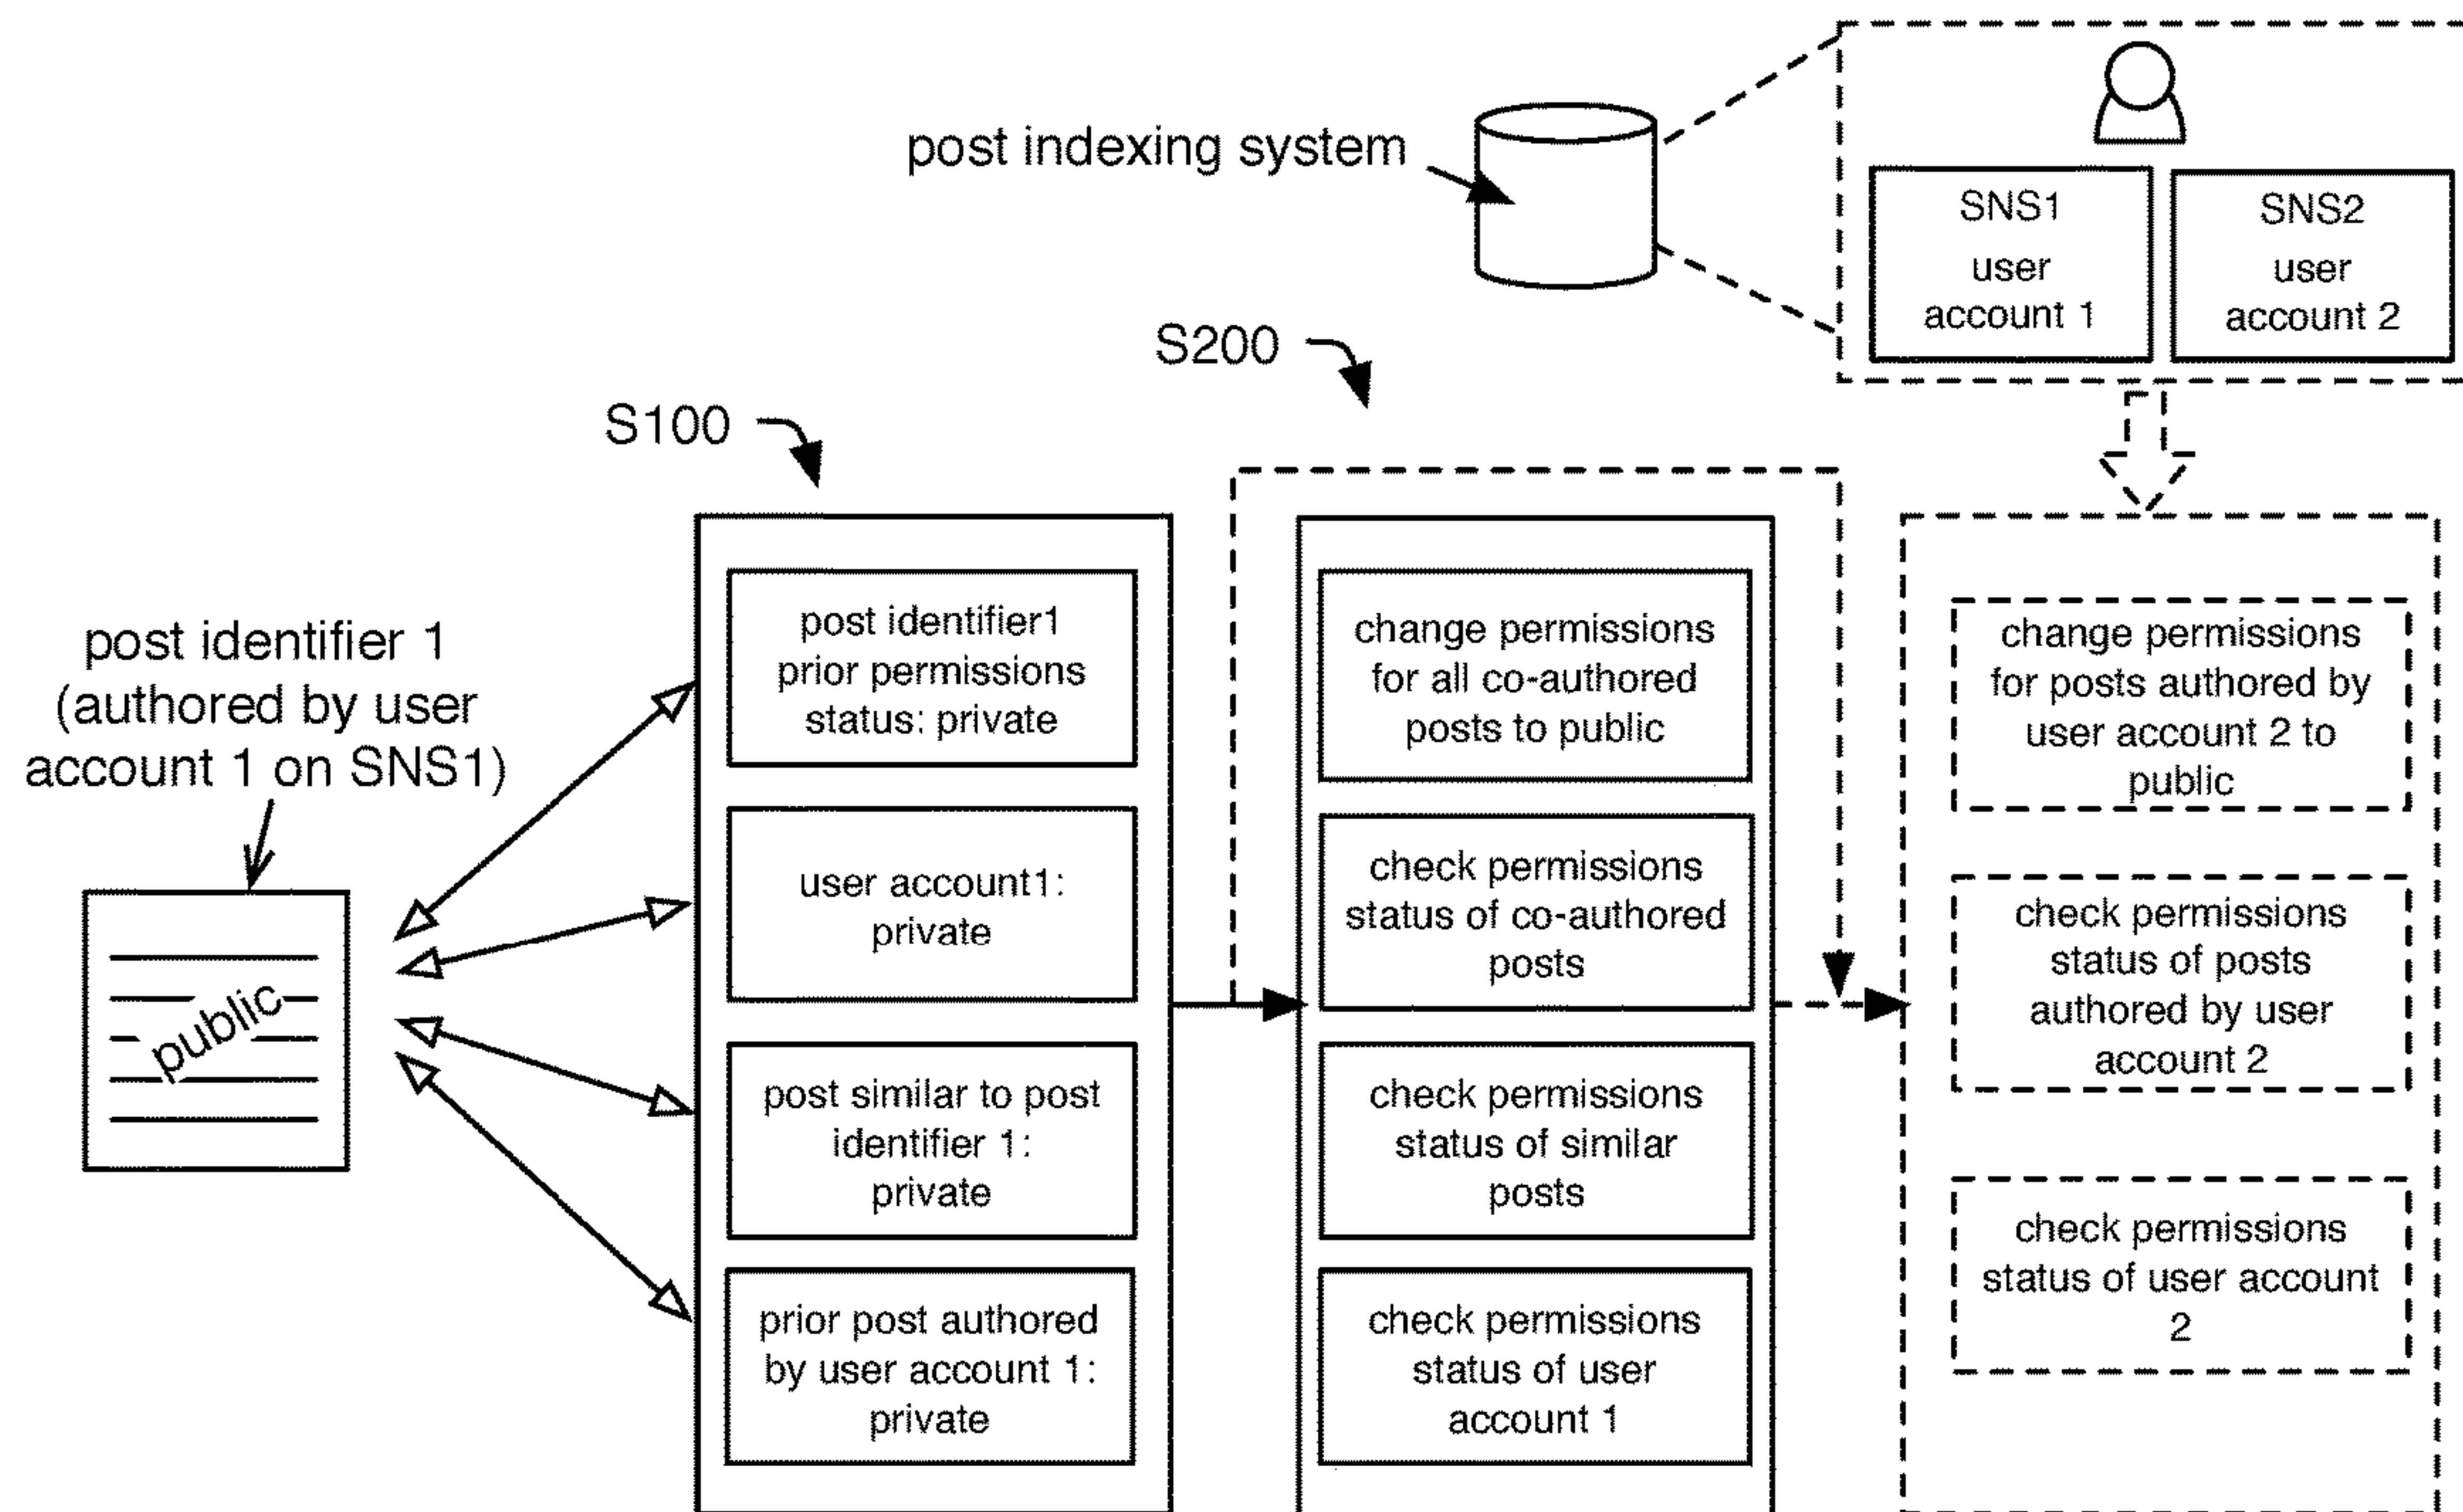 post indexing system
SNS1
user
account 1
SNS2
user
account 2
S200
S100
post identifier 1
(authored by user
account 1 on SNS1)
public
post identifier1
prior permissions
status: private
user account1:
private
post similar to post
identifier 1:
private
prior post authored
by user account 1:
private
change permissions
for all co-authored
posts to public
check permissions
status of co-authored
posts
check permissions
status of similar
posts
check permissions
status of user
account 1
change permissions
for posts authored by
user account 2 to
public
check permissions
status of posts
authored by user
account 2
check permissions
status of user account
2